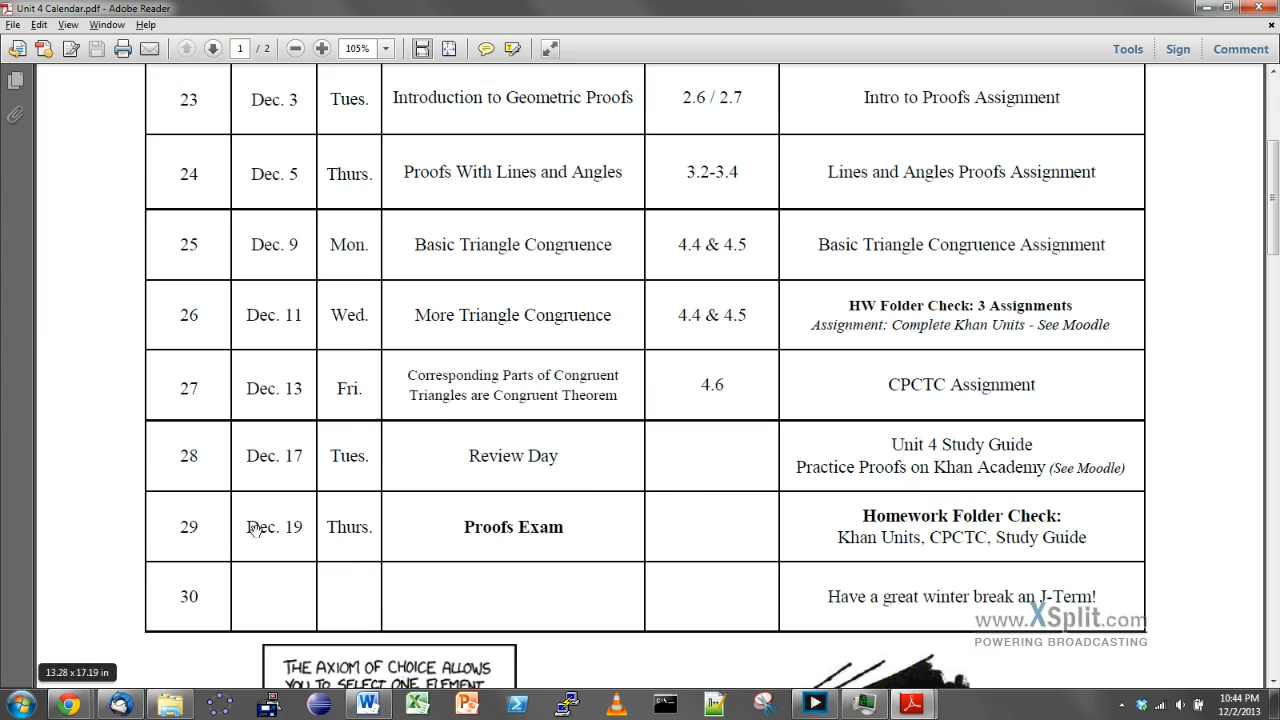 Unit 4 Calendar.pdf - Adobe Reader
File Edit View Window Help
1 / 2 105% Tools Sign Comment
23 Dec. 3 Tues. Introduction to Geometric Proofs 2.6 / 2.7 Intro to Proofs Assignment
24 Dec. 5 Thurs. Proofs With Lines and Angles 3.2-3.4 Lines and Angles Proofs Assignment
25 Dec. 9 Mon. Basic Triangle Congruence 4.4 & 4.5 Basic Triangle Congruence Assignment
26 Dec. 11 Wed. More Triangle Congruence 4.4 & 4.5 HW Folder Check: 3 Assignments
Assignment: Complete Khan Units - See Moodle
27 Dec. 13 Fri. Corresponding Parts of Congruent
Triangles are Congruent Theorem 4.6 CPCTC Assignment
28 Dec. 17 Tues. Review Day Unit 4 Study Guide
Practice Proofs on Khan Academy (See Moodle)
29 Dec. 19 Thurs. Proofs Exam Homework Folder Check:
Khan Units, CPCTC, Study Guide
30 Have a great winter break an J-Term!
www.XSplit.com
POWERING BROADCASTING
THE AXIOM OF CHOICE ALLOWS
YOU TO SELECT ONE ELEMENT
13.28 x 17.19 in
10:44 PM
12/2/2013